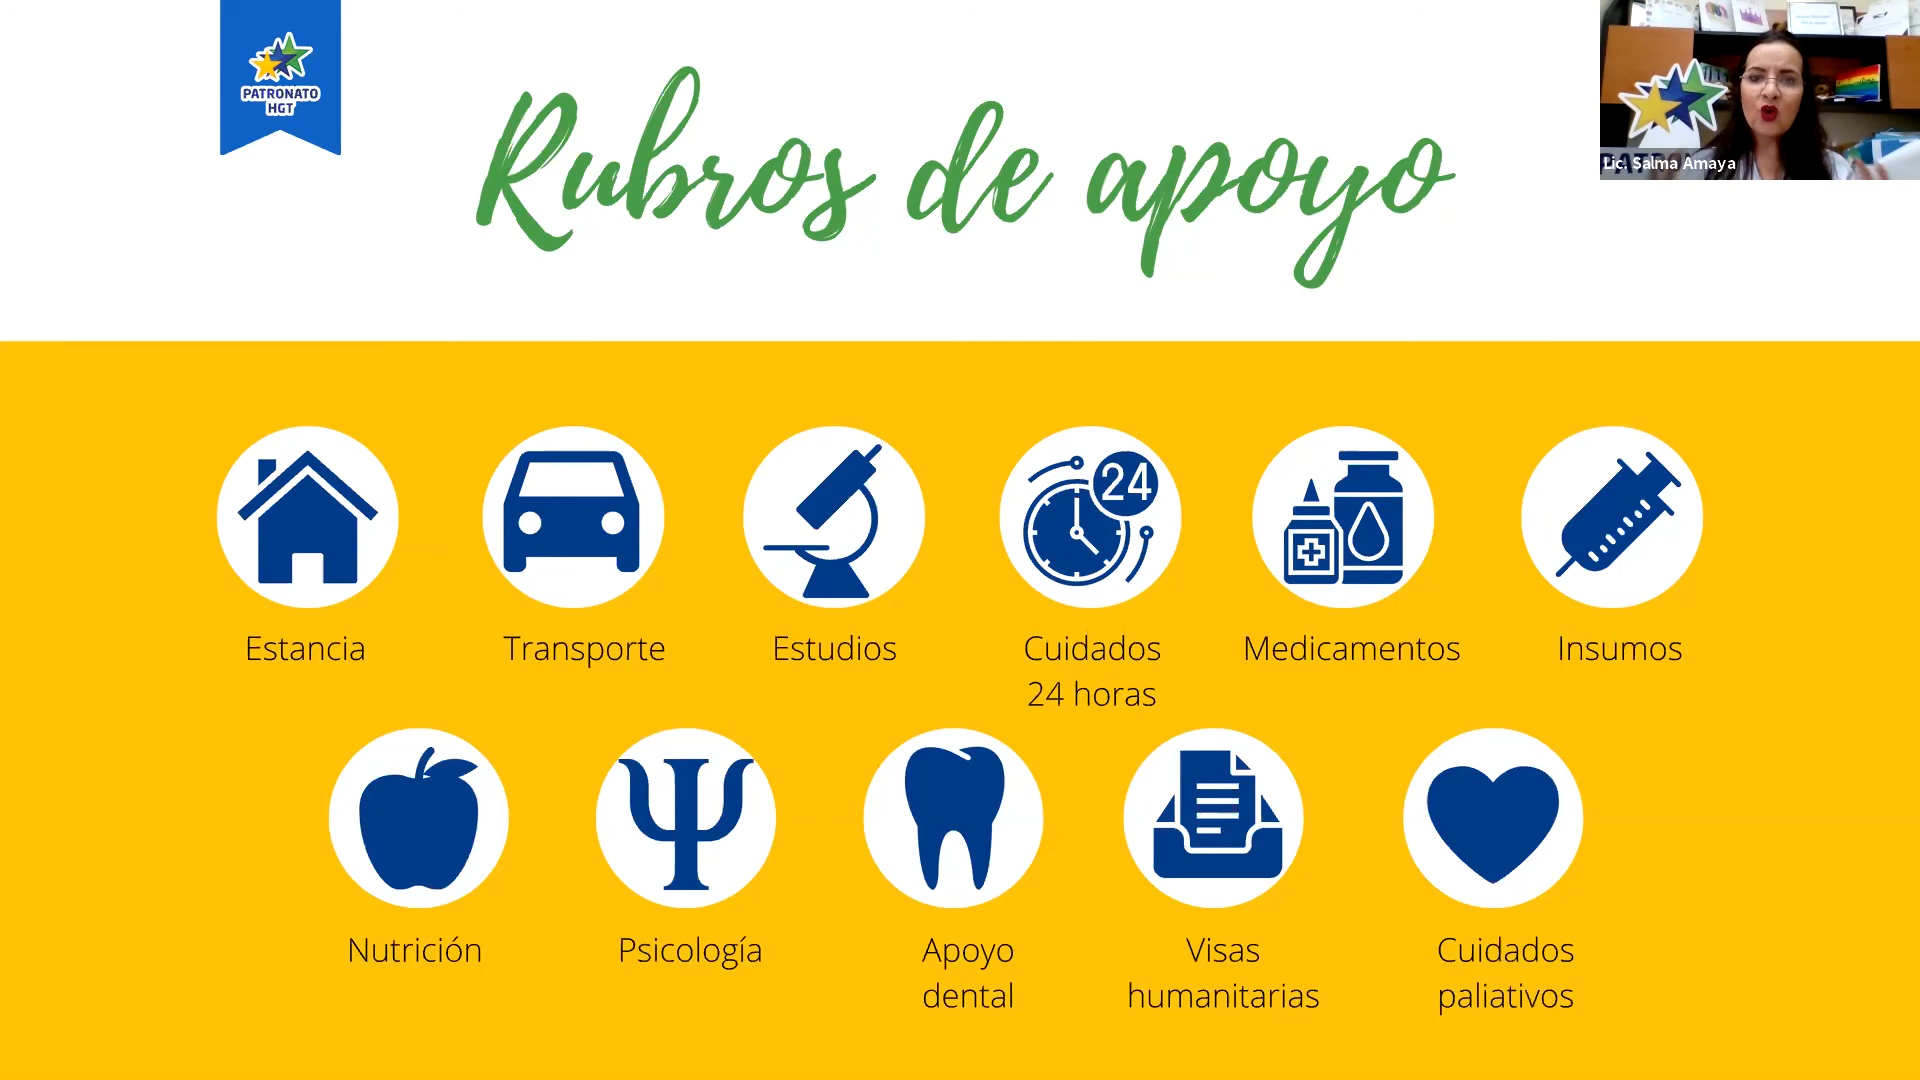 PATRONATO
HGT
Rubros de apoyo
Lic. Salma Amaya
24
Estancia
Transporte
Estudios
Cuidados
24 horas
Medicamentos
Insumos
Nutrición
Psicología
Apoyo
dental
Visas
humanitarias
Cuidados
paliativos